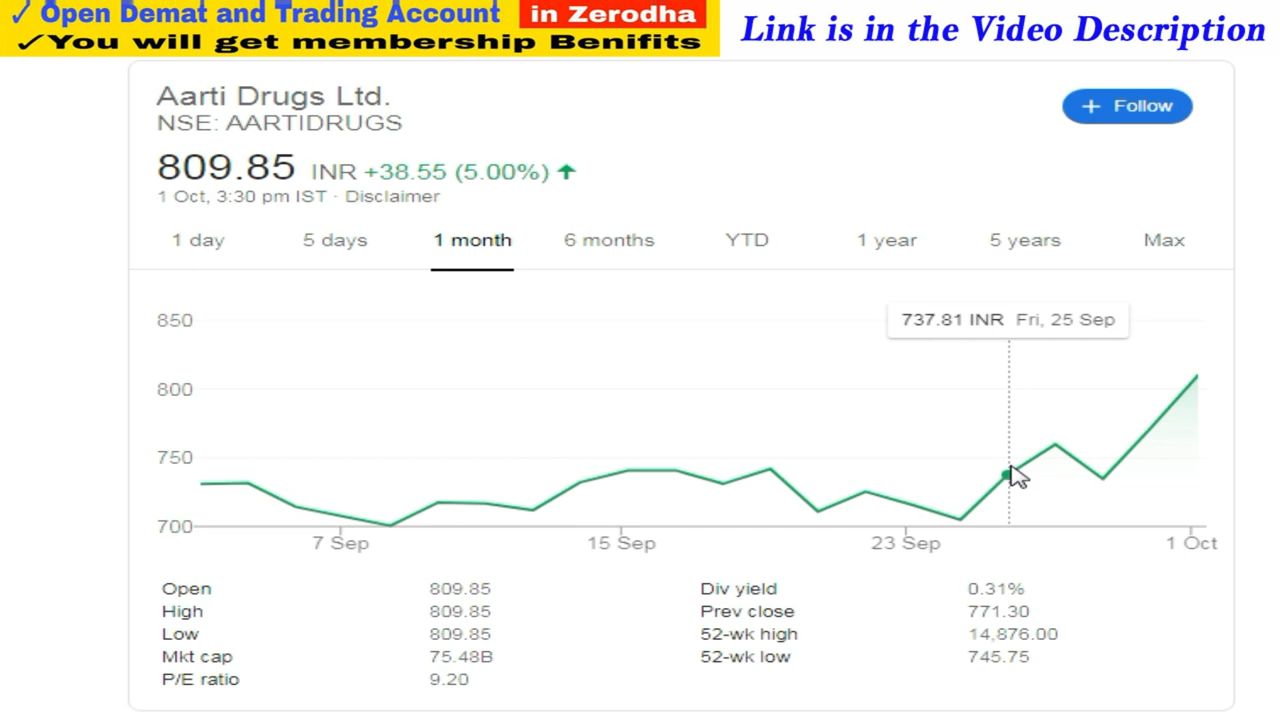 ✓ Open Demat and Trading Account in Zerodha
✓You will get membership Benifits
Link is in the Video Description
Aarti Drugs Ltd.
NSE: AARTIDRUGS
+ Follow
809.85 INR +38.55 (5.00%) ↑
1 Oct, 3:30 pm IST · Disclaimer
1 day 5 days 1 month 6 months YTD 1 year 5 years Max
850
737.81 INR Fri, 25 Sep
800
750
700
7 Sep 15 Sep 23 Sep 1 Oct
Open 809.85 Div yield 0.31%
High 809.85 Prev close 771.30
Low 809.85 52-wk high 14,876.00
Mkt cap 75.48B 52-wk low 745.75
P/E ratio 9.20